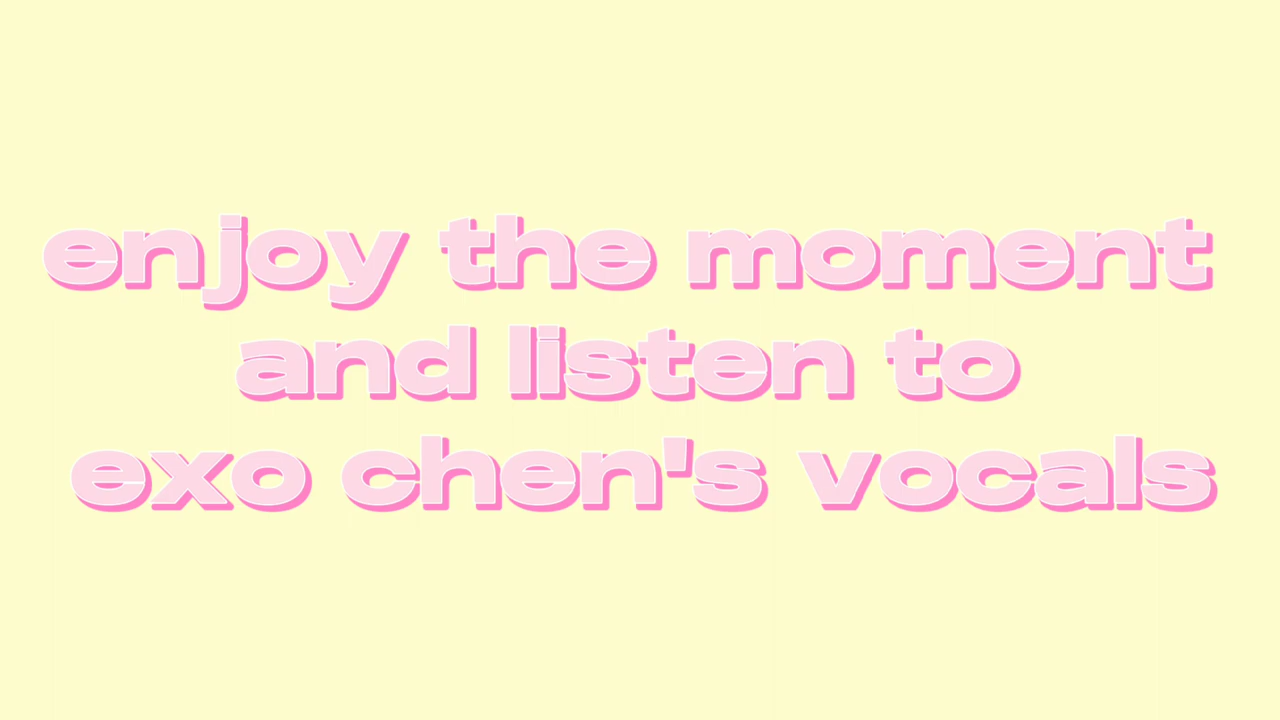 enjoy the moment
and listen to
exo chen's vocals